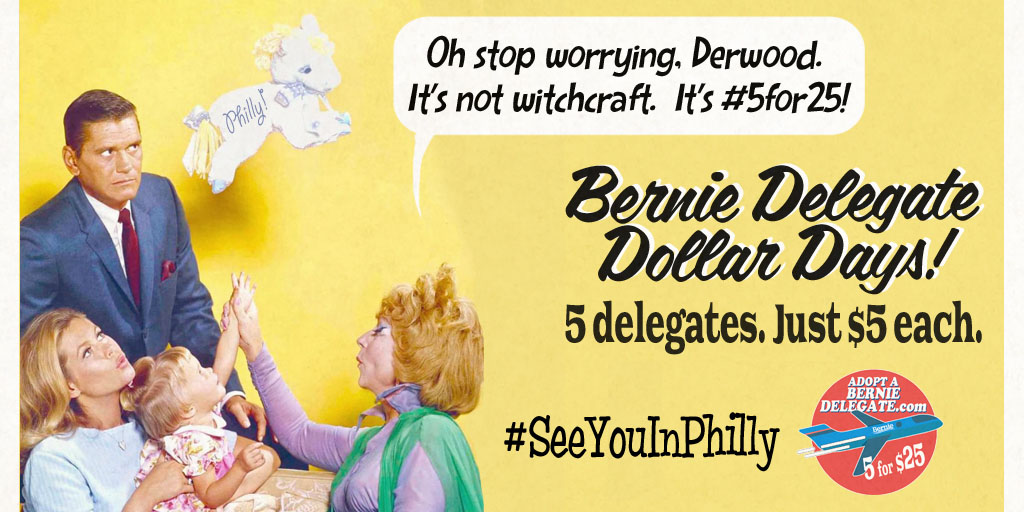 Oh stop worrying, Derwood.
It's not witchcraft. It's #5for25!
Philly!
Bernie Delegate
Dollar Days!
5 delegates. Just $5 each.
#SeeYouInPhilly
ADOPT A
BERNIE
DELEGATE.com
Bernie
5 for $25